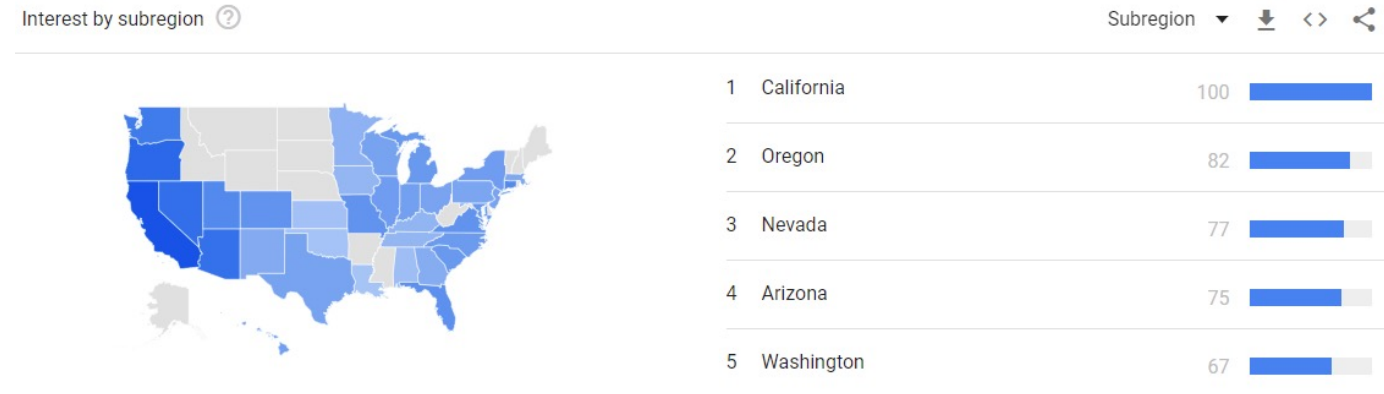 Interest by subregion ?
Subregion
1 California 100
2 Oregon 82
3 Nevada 77
4 Arizona 75
5 Washington 67